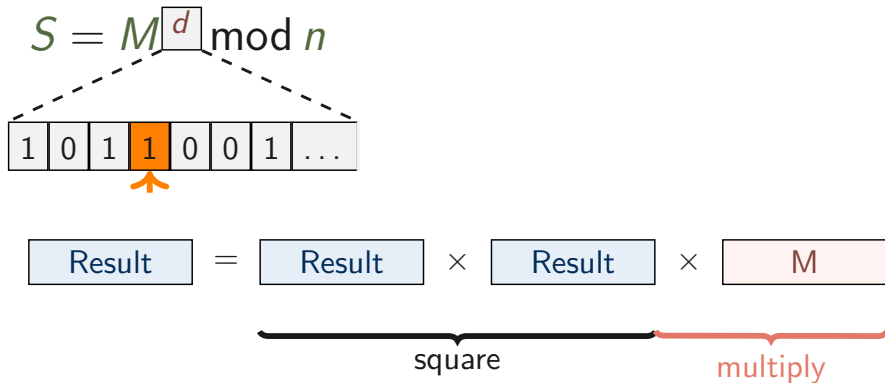 S = M^d mod n
1 0 1 1 0 0 1 ...
Result = Result × Result × M
square multiply